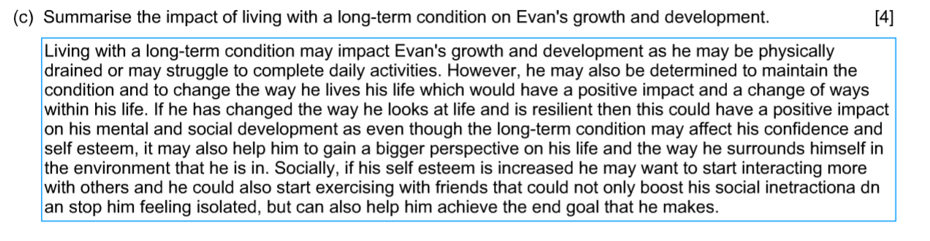 (c) Summarise the impact of living with a long-term condition on Evan's growth and development. [4]
Living with a long-term condition may impact Evan's growth and development as he may be physically
drained or may struggle to complete daily activities. However, he may also be determined to maintain the
condition and to change the way he lives his life which would have a positive impact and a change of ways
within his life. If he has changed the way he looks at life and is resilient then this could have a positive impact
on his mental and social development as even though the long-term condition may affect his confidence and
self esteem, it may also help him to gain a bigger perspective on his life and the way he surrounds himself in
the environment that he is in. Socially, if his self esteem is increased he may want to start interacting more
with others and he could also start exercising with friends that could not only boost his social inetractiona dn
an stop him feeling isolated, but can also help him achieve the end goal that he makes.